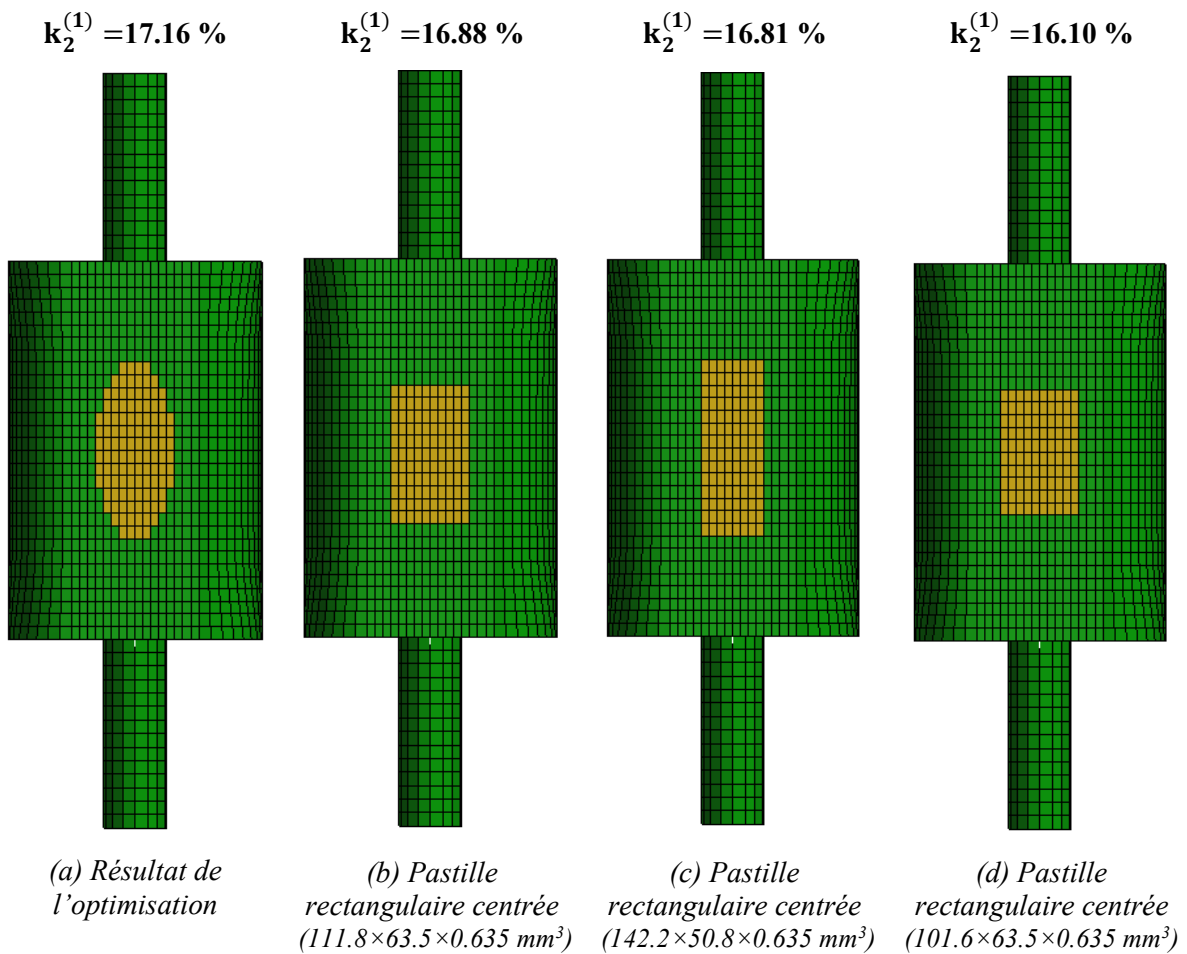 k₂⁽¹⁾ =17.16 %
k₂⁽¹⁾ =16.88 %
k₂⁽¹⁾ =16.81 %
k₂⁽¹⁾ =16.10 %
(a) Résultat de
l’optimisation
(b) Pastille
rectangulaire centrée
(111.8×63.5×0.635 mm³)
(c) Pastille
rectangulaire centrée
(142.2×50.8×0.635 mm³)
(d) Pastille
rectangulaire centrée
(101.6×63.5×0.635 mm³)